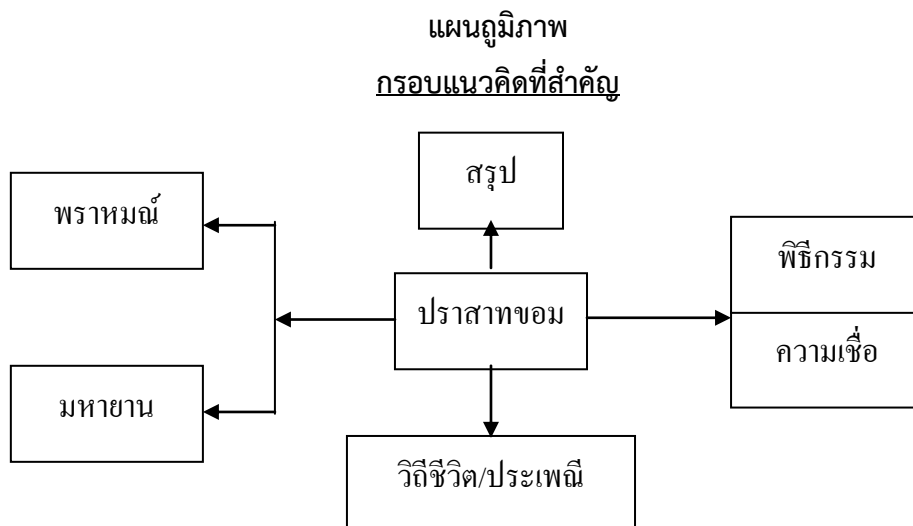 แผนภูมิภาพ
กรอบแนวคิดที่สำคัญ
สรุป
พราหมณ์
พิธีกรรม
ปราสาทขอม
ความเชื่อ
มหายาน
วิถีชีวิต/ประเพณี